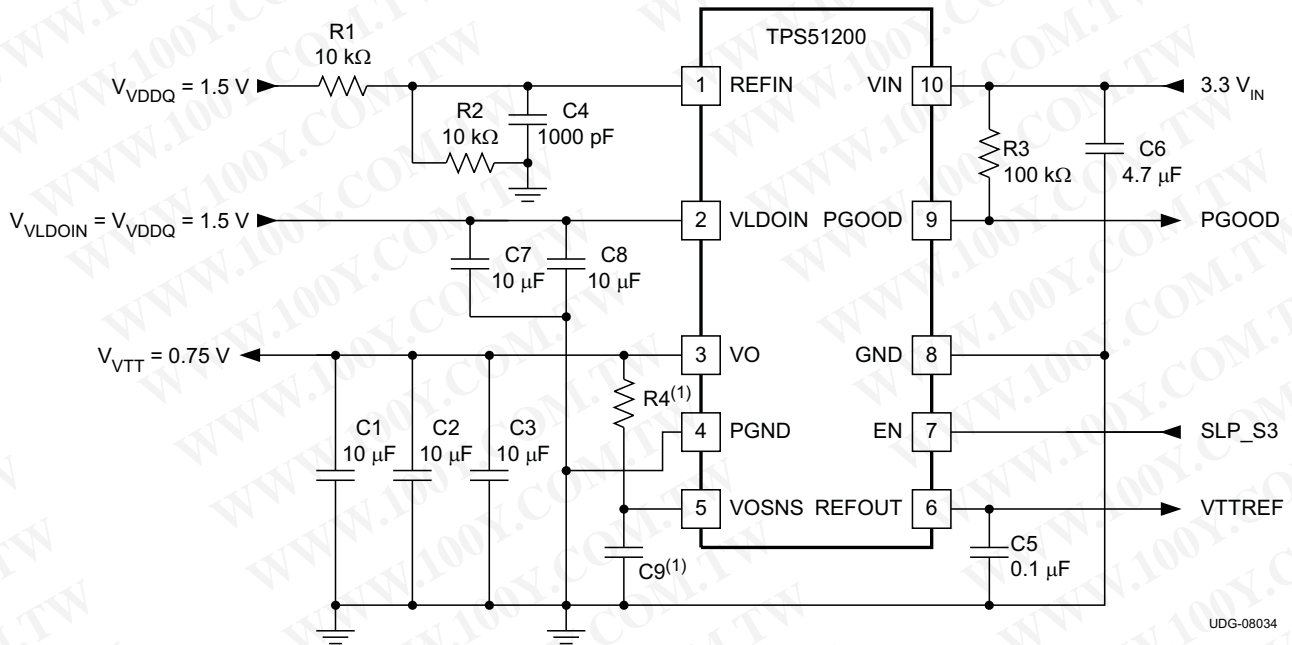 TPS51200
R1
10 kΩ
V_VDDQ = 1.5 V
1 REFIN
VIN 10
3.3 V_IN
R2
10 kΩ
C4
1000 pF
R3
100 kΩ
C6
4.7 μF
V_VLDOIN = V_VDDQ = 1.5 V
2 VLDOIN
PGOOD 9
PGOOD
C7
10 μF
C8
10 μF
V_VTT = 0.75 V
3 VO
GND 8
R4(1)
C1
10 μF
C2
10 μF
C3
10 μF
4 PGND
EN 7
SLP_S3
5 VOSNS
REFOUT 6
VTTREF
C9(1)
C5
0.1 μF
UDG-08034
WWW.100Y.COM.TW